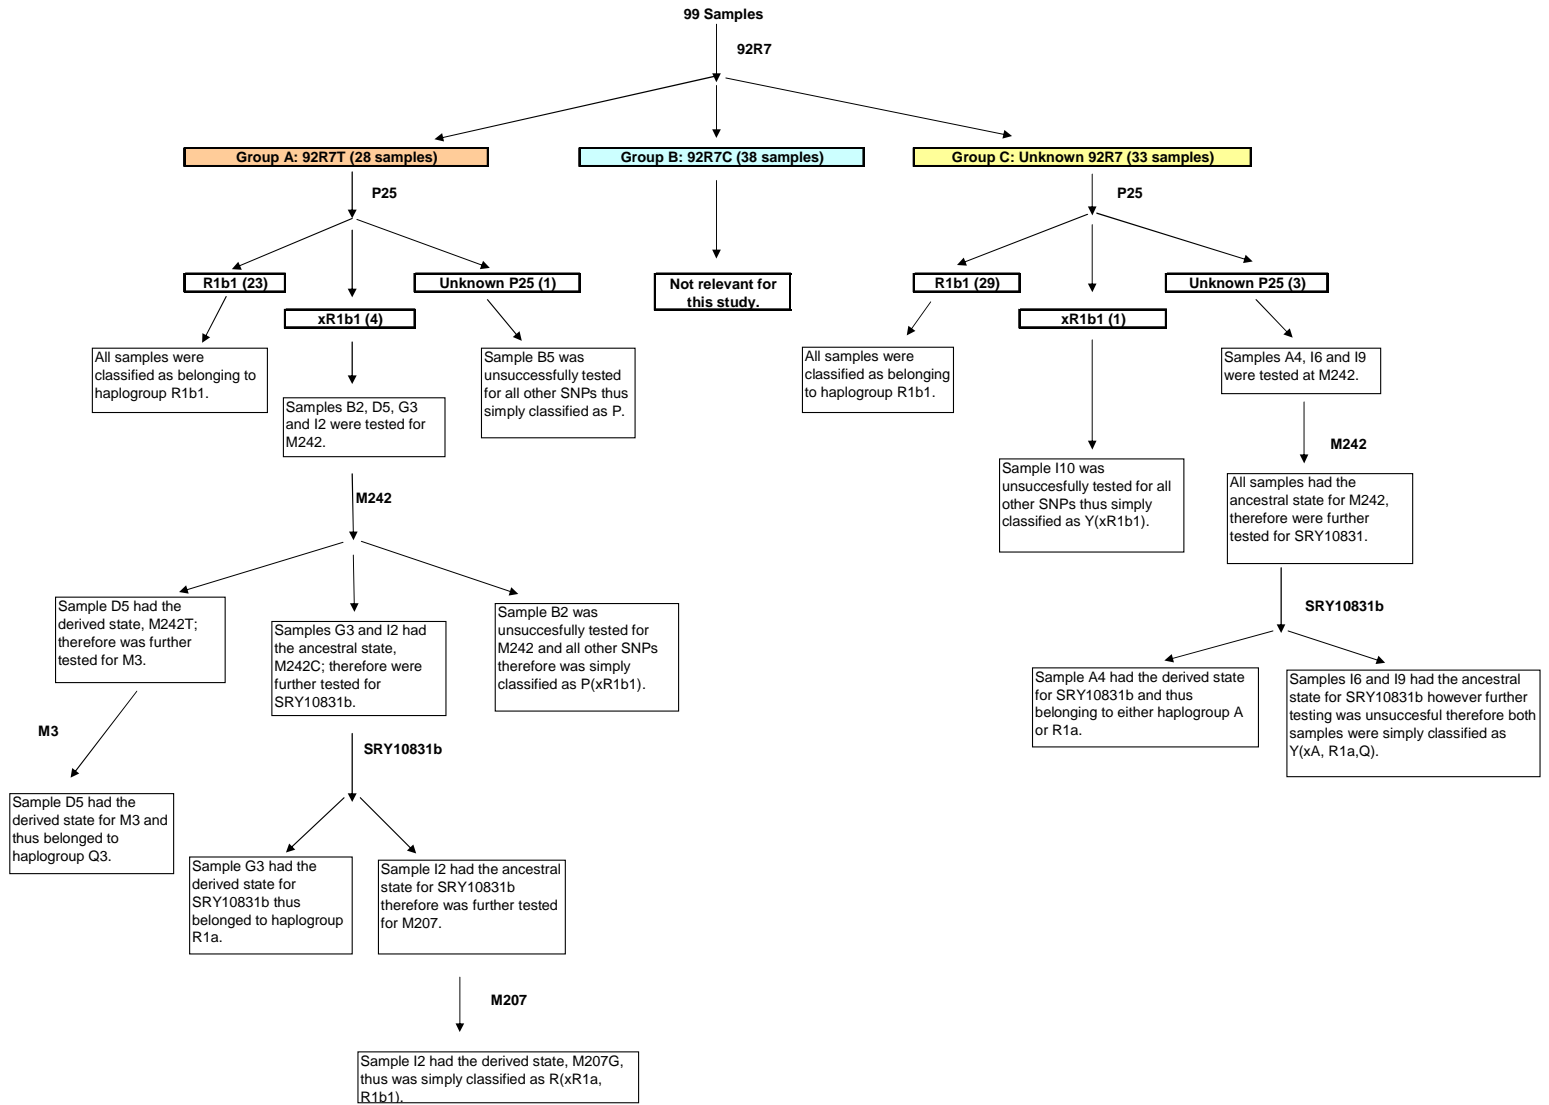 99 Samples
92R7
Group A: 92R7T (28 samples)
Group B: 92R7C (38 samples)
Group C: Unknown 92R7 (33 samples)
P25
P25
R1b1 (23)
xR1b1 (4)
Unknown P25 (1)
Not relevant for
this study.
R1b1 (29)
xR1b1 (1)
Unknown P25 (3)
All samples were
classified as belonging to
haplogroup R1b1.
Samples B2, D5, G3
and I2 were tested for
M242.
Sample B5 was
unsuccessfully tested
for all other SNPs thus
simply classified as P.
All samples were
classified as belonging
to haplogroup R1b1.
Sample I10 was
unsuccesfully tested for all
other SNPs thus simply
classified as Y(xR1b1).
Samples A4, I6 and I9
were tested at M242.
M242
M242
All samples had the
ancestral state for M242,
therefore were further
tested for SRY10831.
Sample D5 had the
derived state, M242T;
therefore was further
tested for M3.
Samples G3 and I2 had
the ancestral state,
M242C; therefore were
further tested for
SRY10831b.
Sample B2 was
unsuccesfully tested for
M242 and all other SNPs
therefore was simply
classified as P(xR1b1).
SRY10831b
Sample A4 had the derived state
for SRY10831b and thus
belonging to either haplogroup A
or R1a.
Samples I6 and I9 had the ancestral
state for SRY10831b however further
testing was unsuccesful therefore both
samples were simply classified as
Y(xA, R1a,Q).
M3
SRY10831b
Sample D5 had the
derived state for M3 and
thus belonged to
haplogroup Q3.
Sample G3 had the
derived state for
SRY10831b thus
belonged to haplogroup
R1a.
Sample I2 had the ancestral
state for SRY10831b
therefore was further tested
for M207.
M207
Sample I2 had the derived state, M207G,
thus was simply classified as R(xR1a,
R1b1).